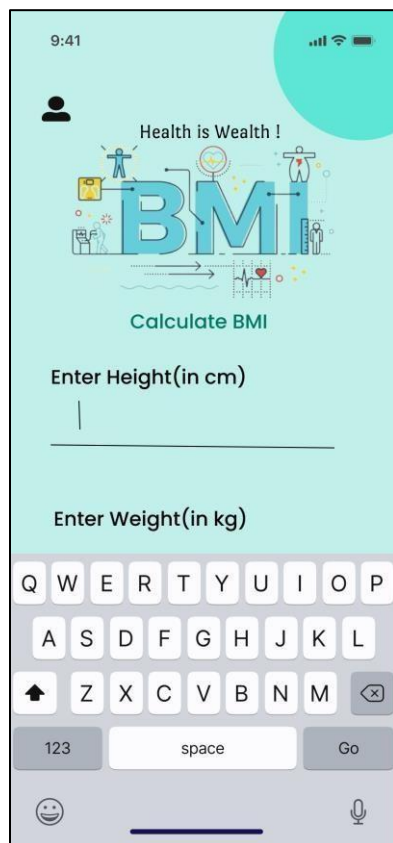 9:41
Health is Wealth !
BMI
Calculate BMI
Enter Height(in cm)
Enter Weight(in kg)
Q W E R T Y U I O P
A S D F G H J K L
Z X C V B N M
123 space Go